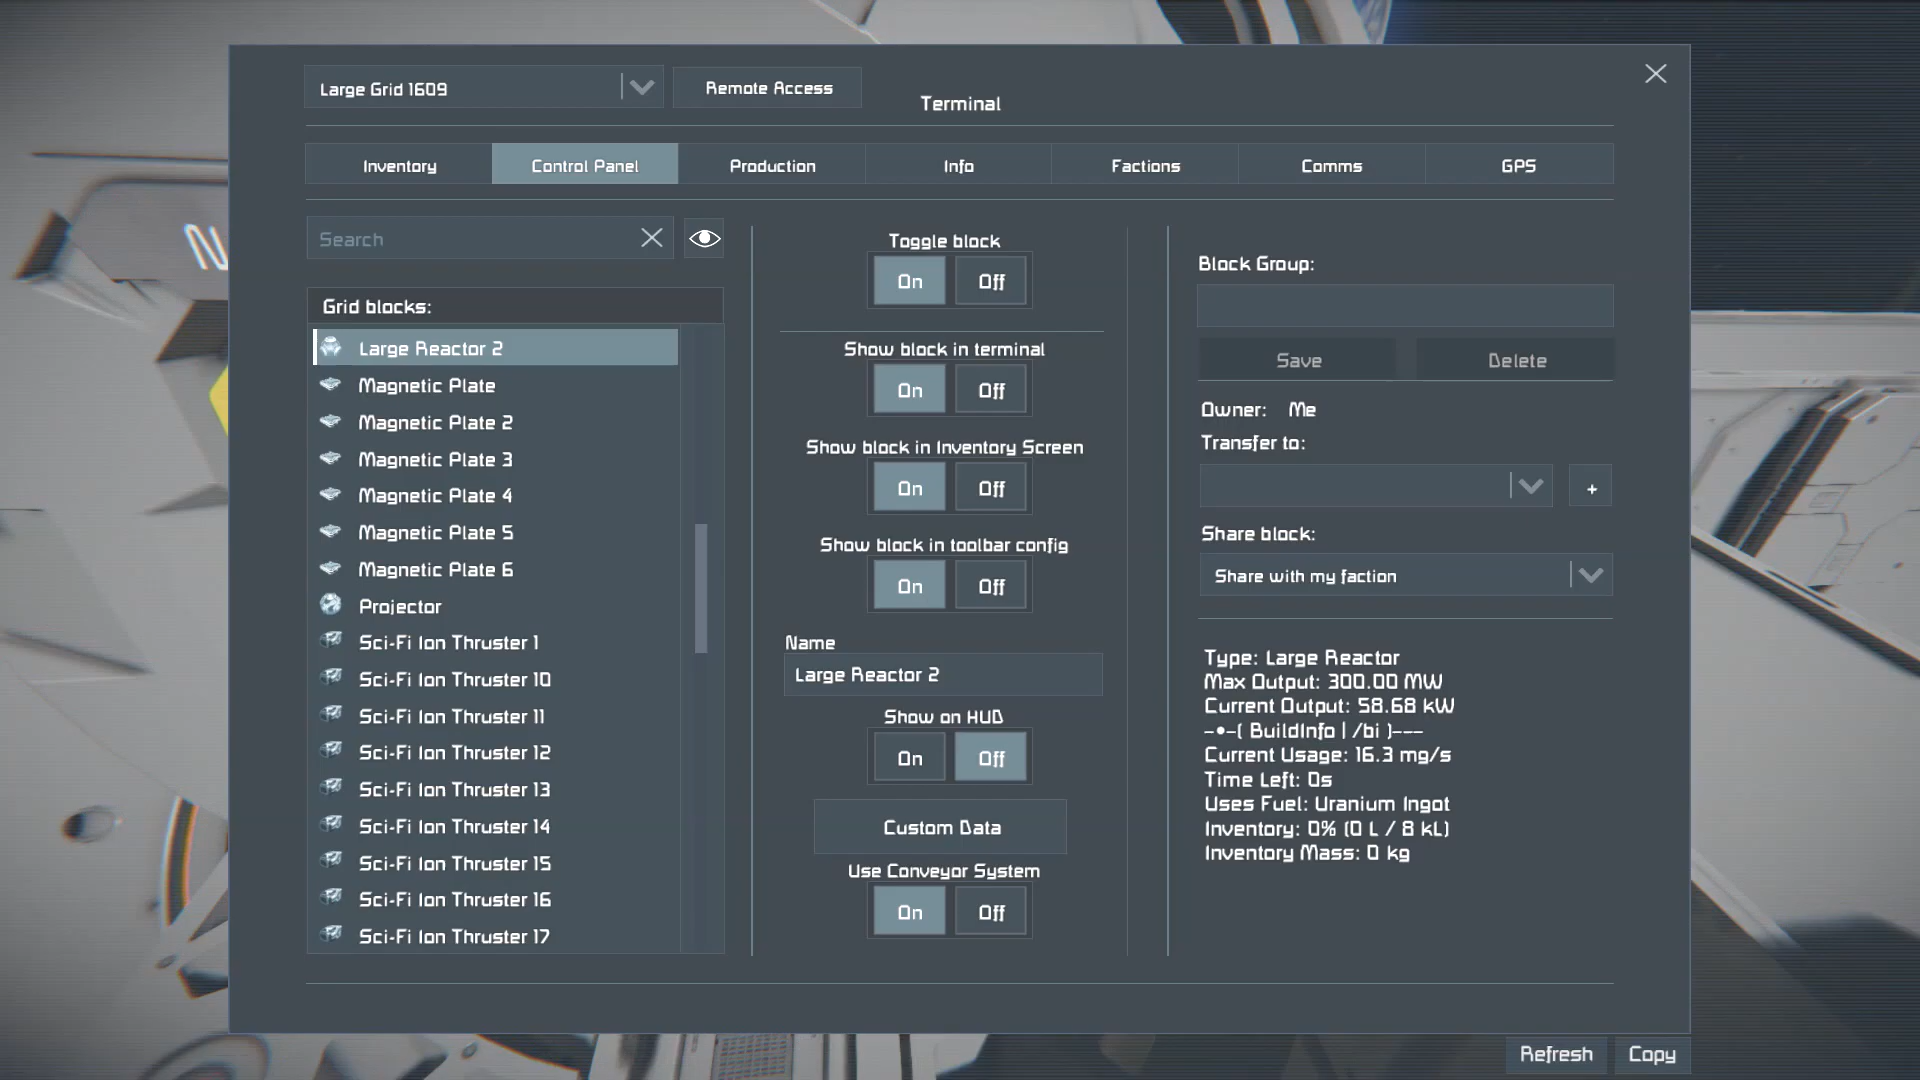 Large Grid 1609
Remote Access
Terminal
Inventory
Control Panel
Production
Info
Factions
Comms
GPS
Search
Grid blocks:
Large Reactor 2
Magnetic Plate
Magnetic Plate 2
Magnetic Plate 3
Magnetic Plate 4
Magnetic Plate 5
Magnetic Plate 6
Projector
Sci-Fi Ion Thruster 1
Sci-Fi Ion Thruster 10
Sci-Fi Ion Thruster 11
Sci-Fi Ion Thruster 12
Sci-Fi Ion Thruster 13
Sci-Fi Ion Thruster 14
Sci-Fi Ion Thruster 15
Sci-Fi Ion Thruster 16
Sci-Fi Ion Thruster 17
Toggle block
On Off
Show block in terminal
On Off
Show block in Inventory Screen
On Off
Show block in toolbar config
On Off
Name
Large Reactor 2
Show on HUD
On Off
Custom Data
Use Conveyor System
On Off
Block Group:
Save
Delete
Owner: Me
Transfer to:
+
Share block:
Share with my faction
Type: Large Reactor
Max Output: 300.00 MW
Current Output: 58.68 kW
-•-( BuildInfo | /bi )---
Current Usage: 16.3 mg/s
Time Left: 0s
Uses Fuel: Uranium Ingot
Inventory: 0% (0 L / 8 kL)
Inventory Mass: 0 kg
Refresh
Copy